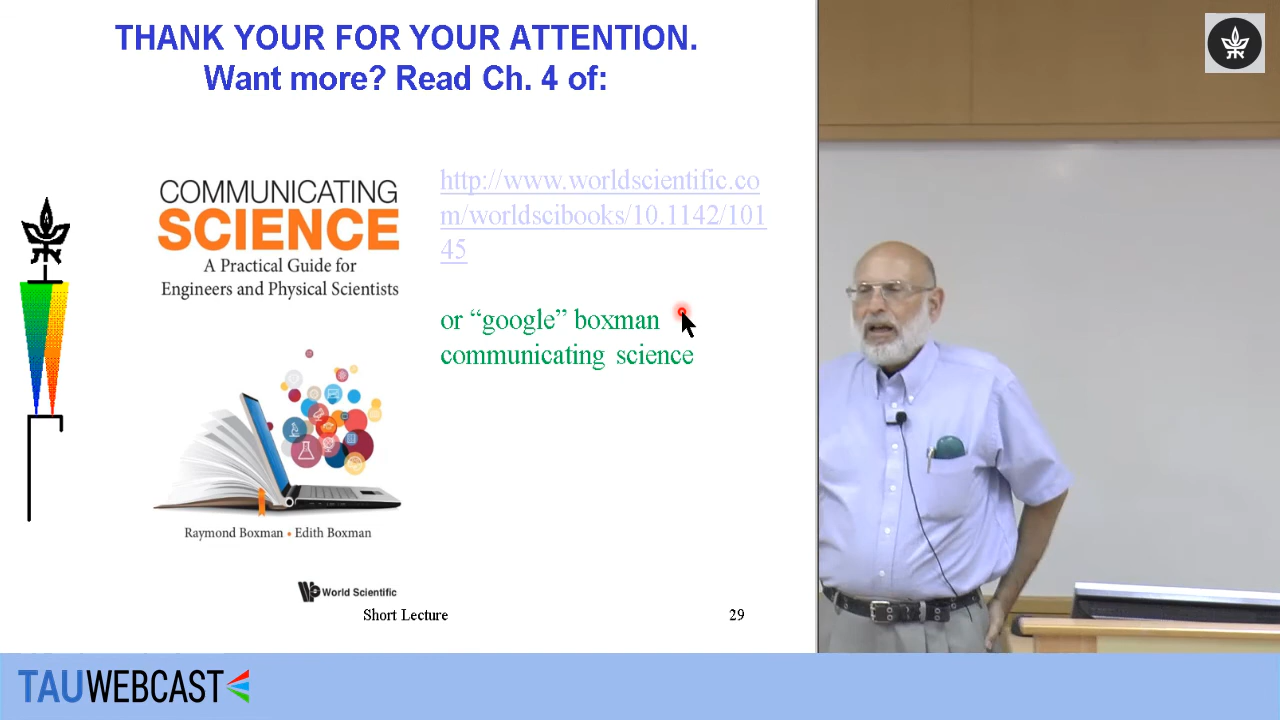 THANK YOUR FOR YOUR ATTENTION.
Want more? Read Ch. 4 of:
COMMUNICATING
SCIENCE
A Practical Guide for
Engineers and Physical Scientists
Raymond Boxman • Edith Boxman
World Scientific
http://www.worldscientific.co
m/worldscibooks/10.1142/101
45
or “google” boxman
communicating science
Short Lecture
29
TAUWEBCAST